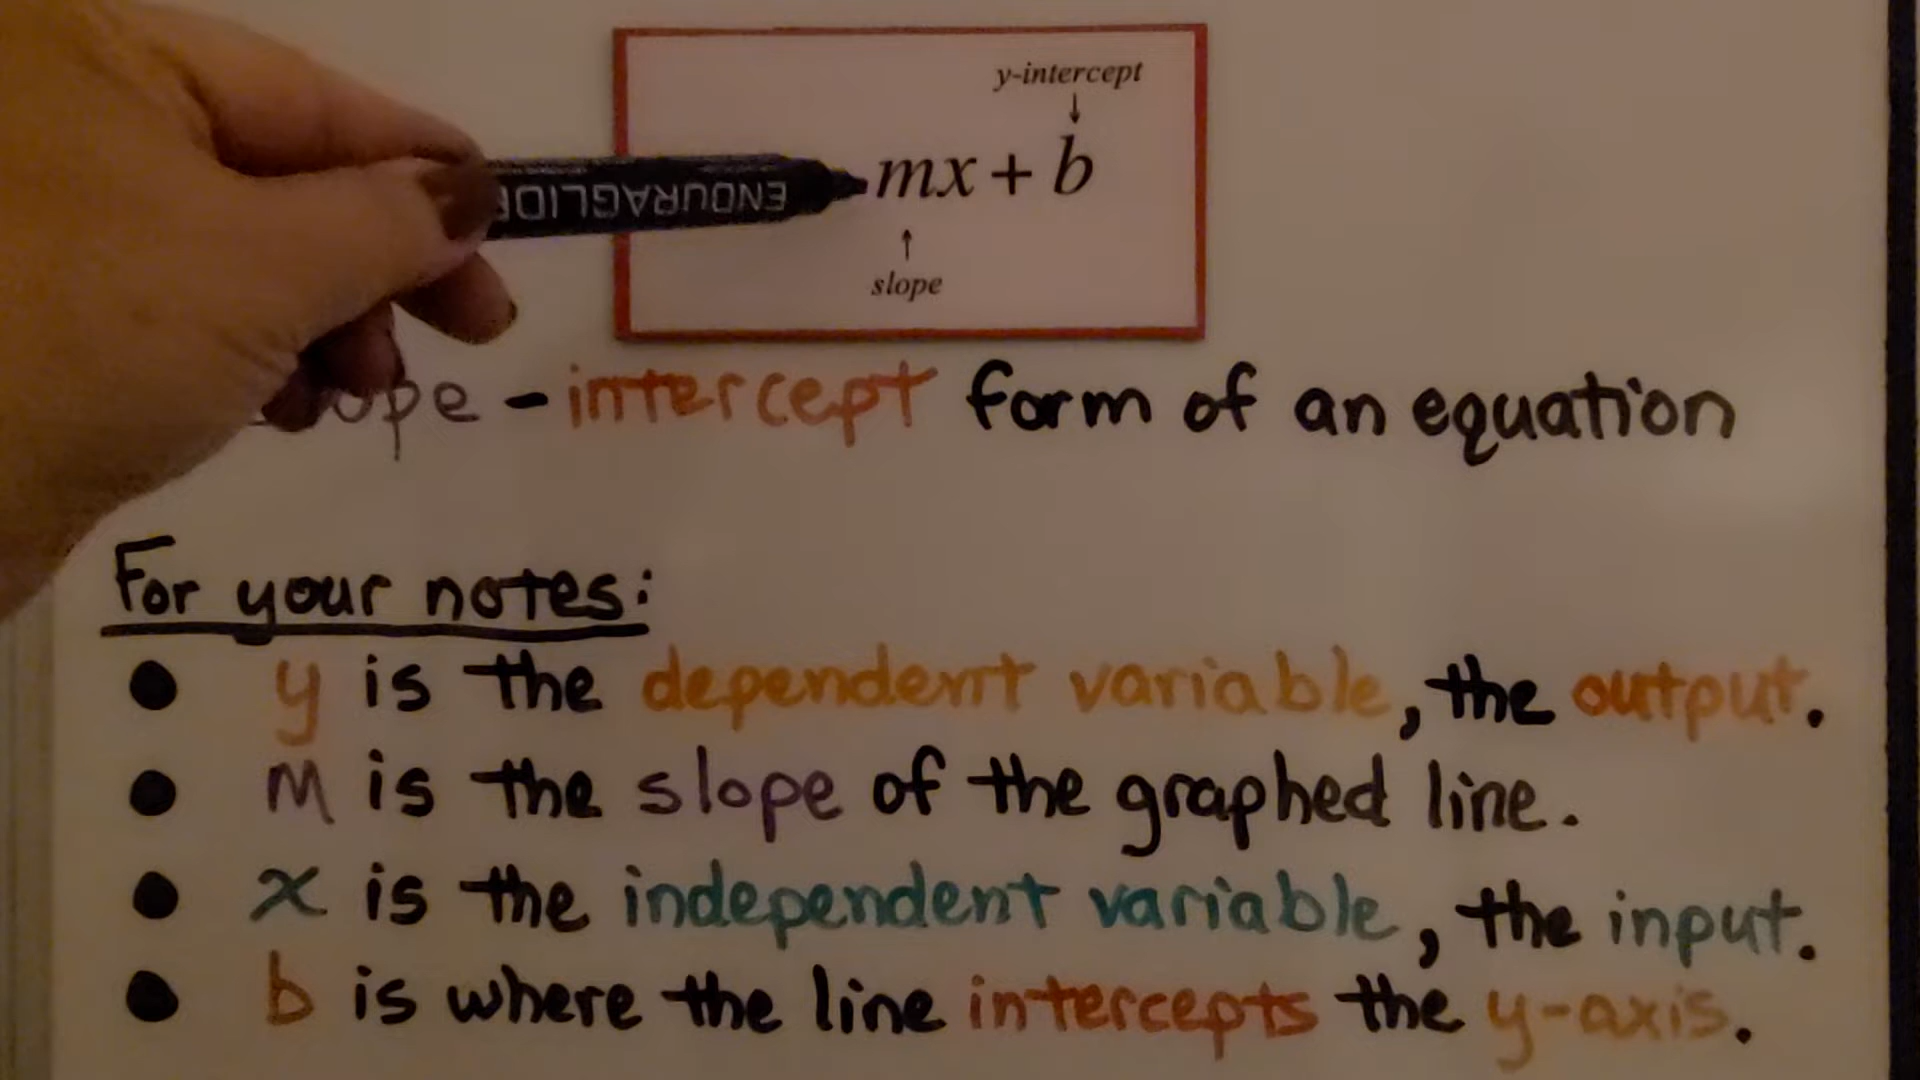 y-intercept
mx + b
slope
intercept form of an equation
For your notes:
y is the dependent variable, the output.
m is the slope of the graphed line.
x is the independent variable, the input.
b is where the line intercepts the y-axis.